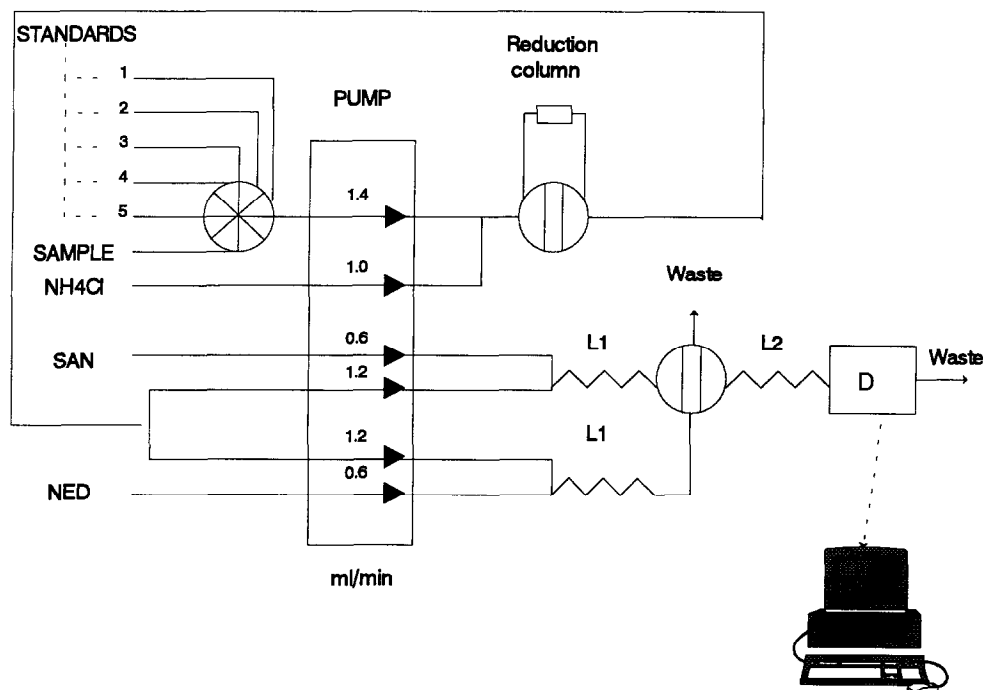 STANDARDS
1
2
3
4
5
SAMPLE
NH4Cl
SAN
NED
PUMP
1.4
1.0
0.6
1.2
1.2
0.6
ml/min
Reduction
column
Waste
L1
L2
L1
D
Waste